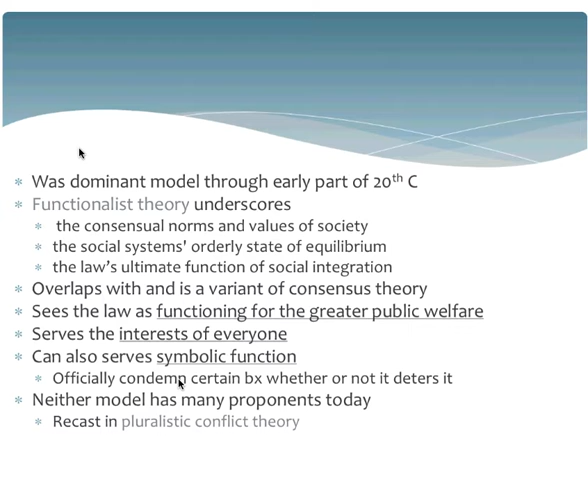 * Was dominant model through early part of 20th C
* Functionalist theory underscores
* the consensual norms and values of society
* the social systems' orderly state of equilibrium
* the law's ultimate function of social integration
* Overlaps with and is a variant of consensus theory
* Sees the law as functioning for the greater public welfare
* Serves the interests of everyone
* Can also serves symbolic function
* Officially condemn certain bx whether or not it deters it
* Neither model has many proponents today
* Recast in pluralistic conflict theory